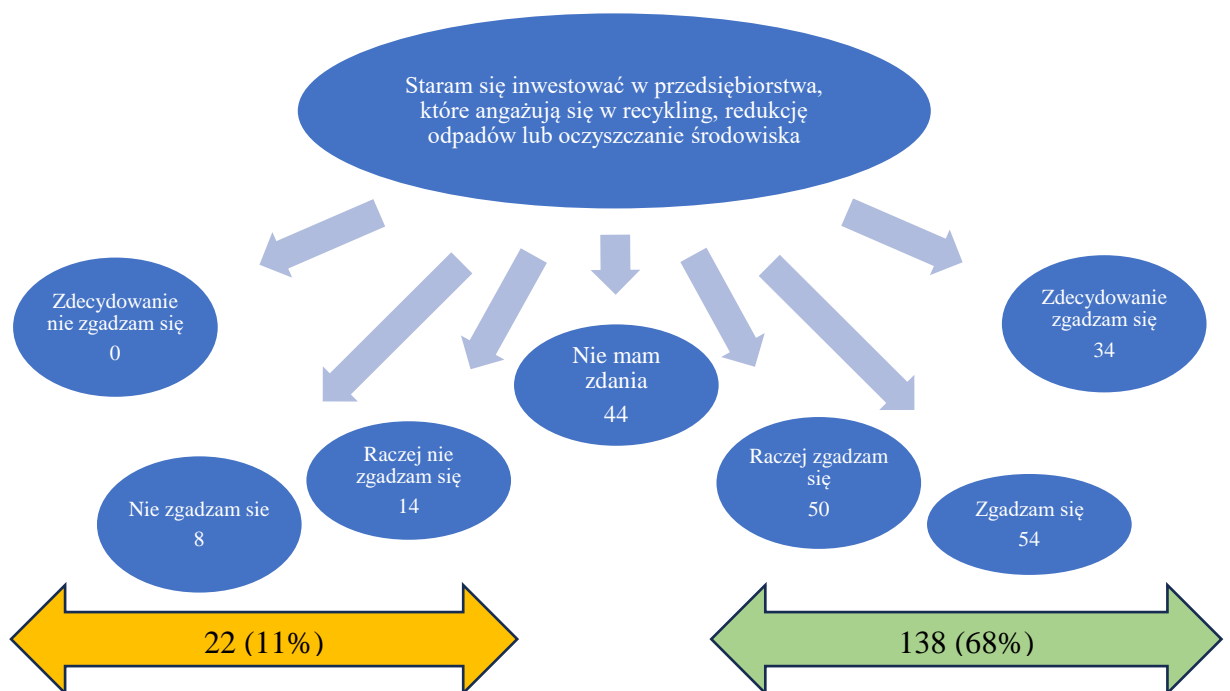 Staram się inwestować w przedsiębiorstwa,
które angażują się w recykling, redukcję
odpadów lub oczyszczanie środowiska
Zdecydowanie
nie zgadzam się
0
Nie zgadzam sie
8
Raczej nie
zgadzam się
14
Nie mam
zdania
44
Raczej zgadzam
się
50
Zgadzam się
54
Zdecydowanie
zgadzam się
34
22 (11%)
138 (68%)